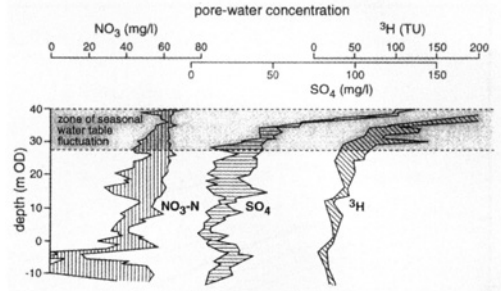 pore-water concentration
NO3 (mg/l)
3H (TU)
0 20 40 60 80
0 50 100 150 200
0 50 100 150
SO4 (mg/l)
40
30
20
10
0
-10
depth (m OD)
zone of seasonal
water table
fluctuation
NO3-N
SO4
3H